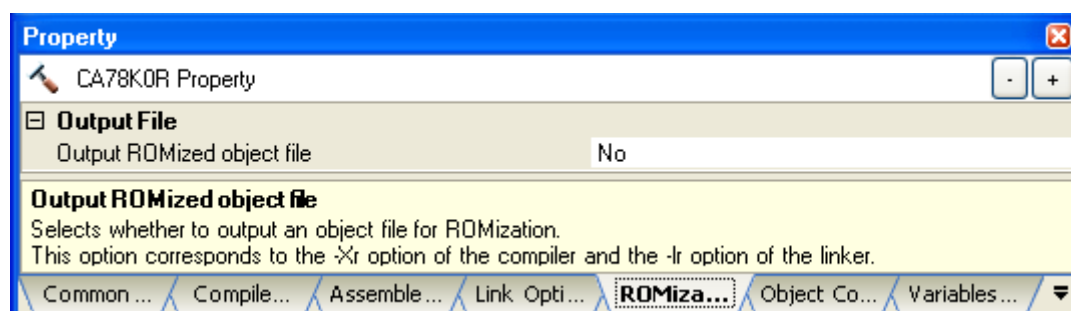 Property
CA78K0R Property
- +
Output File
Output ROMized object file No
Output ROMized object file
Selects whether to output an object file for ROMization.
This option corresponds to the -Xr option of the compiler and the -lr option of the linker.
Common ... Compile... Assemble... Link Opti... ROMiza... Object Co... Variables...